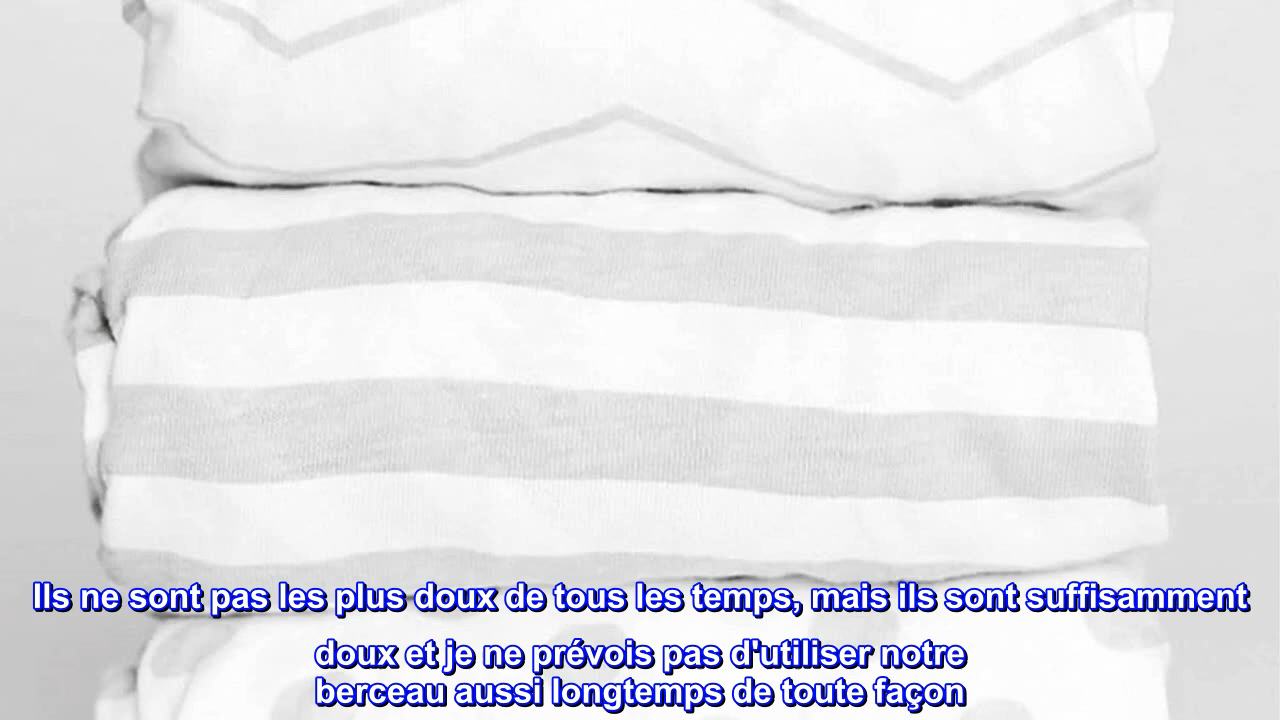 Ils ne sont pas les plus doux de tous les temps, mais ils sont suffisamment
doux et je ne prévois pas d'utiliser notre
berceau aussi longtemps de toute façon